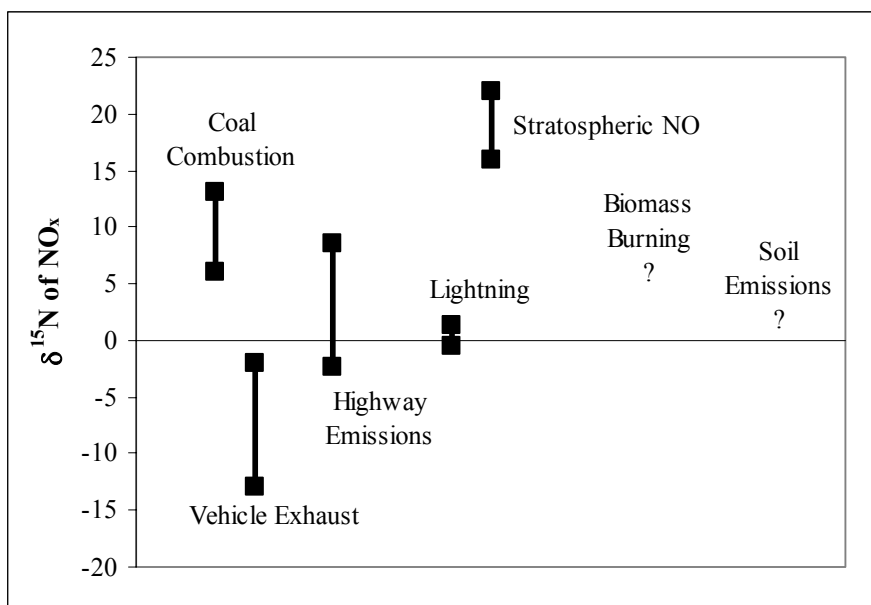 25
20
15
10
5
0
-5
-10
-15
-20
δ¹⁵N of NOₓ
Coal
Combustion
Vehicle Exhaust
Highway
Emissions
Lightning
Stratospheric NO
Biomass
Burning
?
Soil
Emissions
?